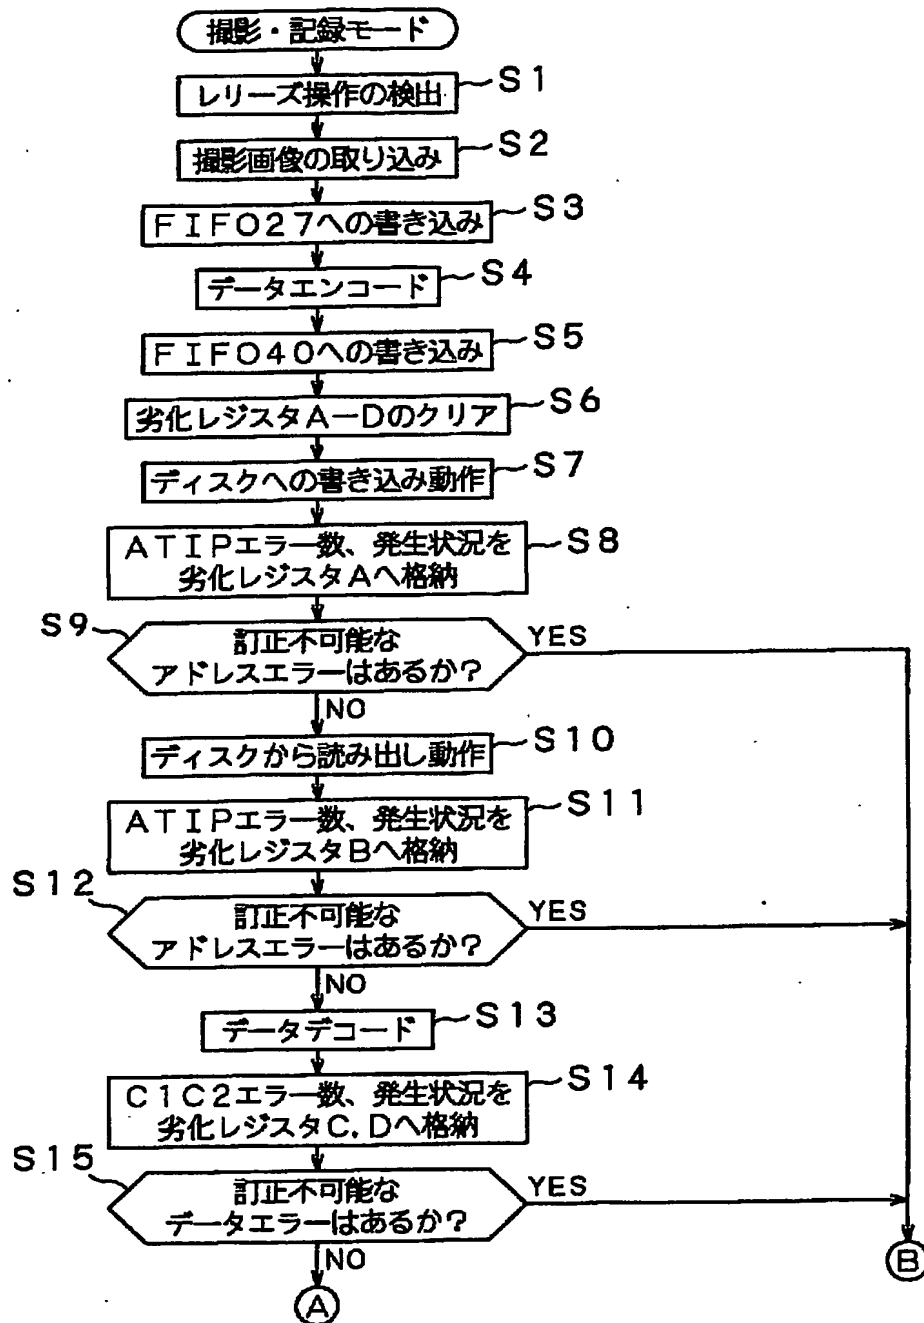 撮影・記録モード
レリーズ操作の検出
S1
撮影画像の取り込み
S2
FIFO27への書き込み
S3
データエンコード
S4
FIFO40への書き込み
S5
劣化レジスタA-Dのクリア
S6
ディスクへの書き込み動作
S7
ATIPエラー数、発生状況を
劣化レジスタAへ格納
S8
S9
訂正不可能な
アドレスエラーはあるか?
YES
NO
ディスクから読み出し動作
S10
ATIPエラー数、発生状況を
劣化レジスタBへ格納
S11
S12
訂正不可能な
アドレスエラーはあるか?
YES
NO
データデコード
S13
C1C2エラー数、発生状況を
劣化レジスタC.Dへ格納
S14
S15
訂正不可能な
データエラーはあるか?
YES
NO
A
B